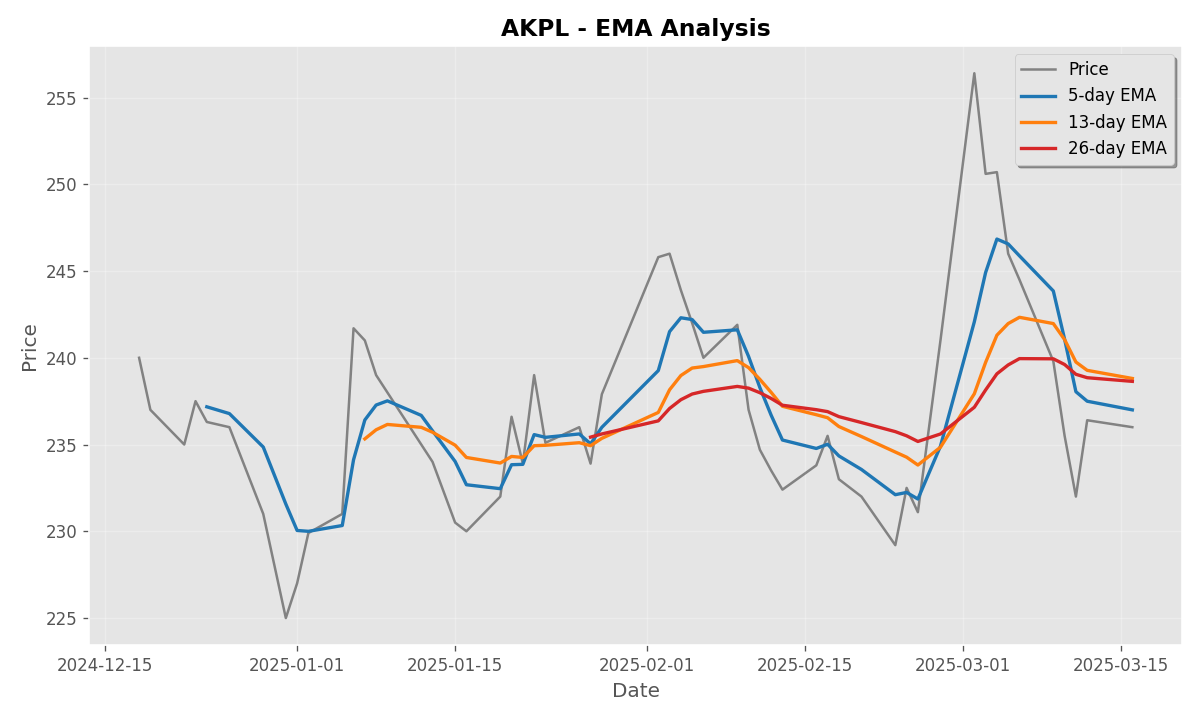 AKPL - EMA Analysis
Price
5-day EMA
13-day EMA
26-day EMA
255
250
245
240
235
230
225
Price
2024-12-15
2025-01-01
2025-01-15
2025-02-01
2025-02-15
2025-03-01
2025-03-15
Date